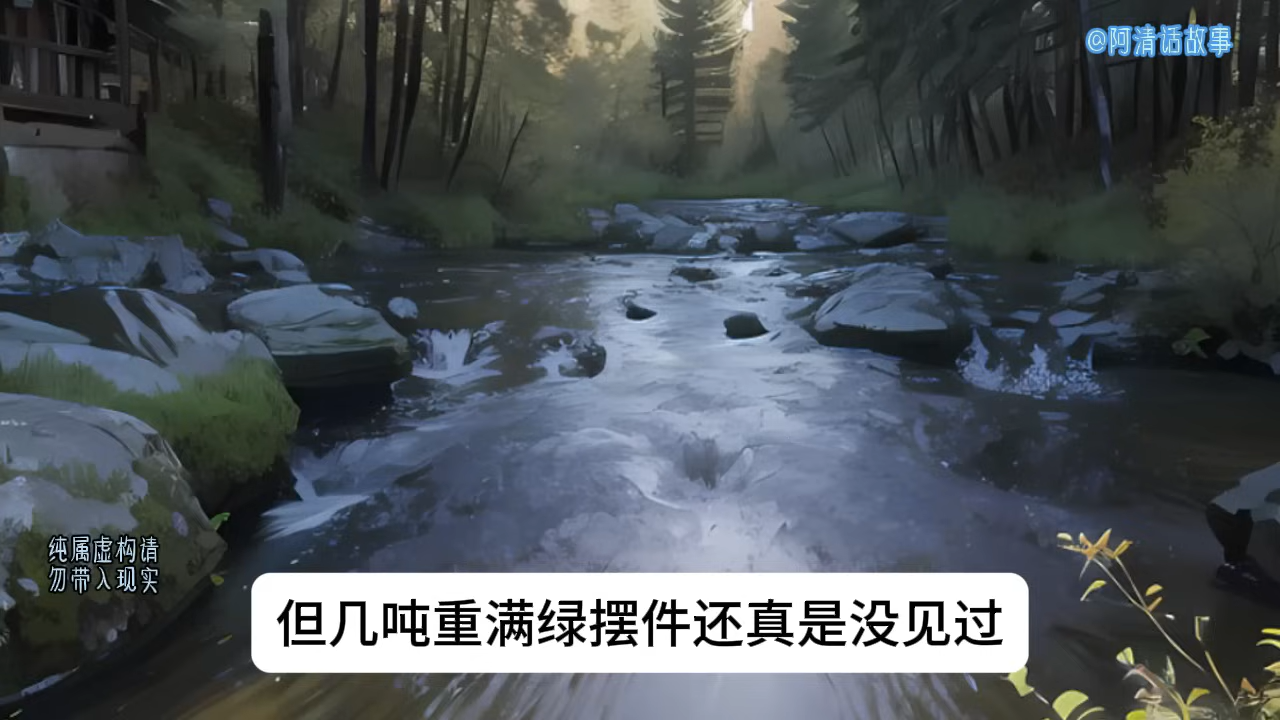 @阿清话故事
纯属虚构请
勿带入现实
但几吨重满绿摆件还真是没见过